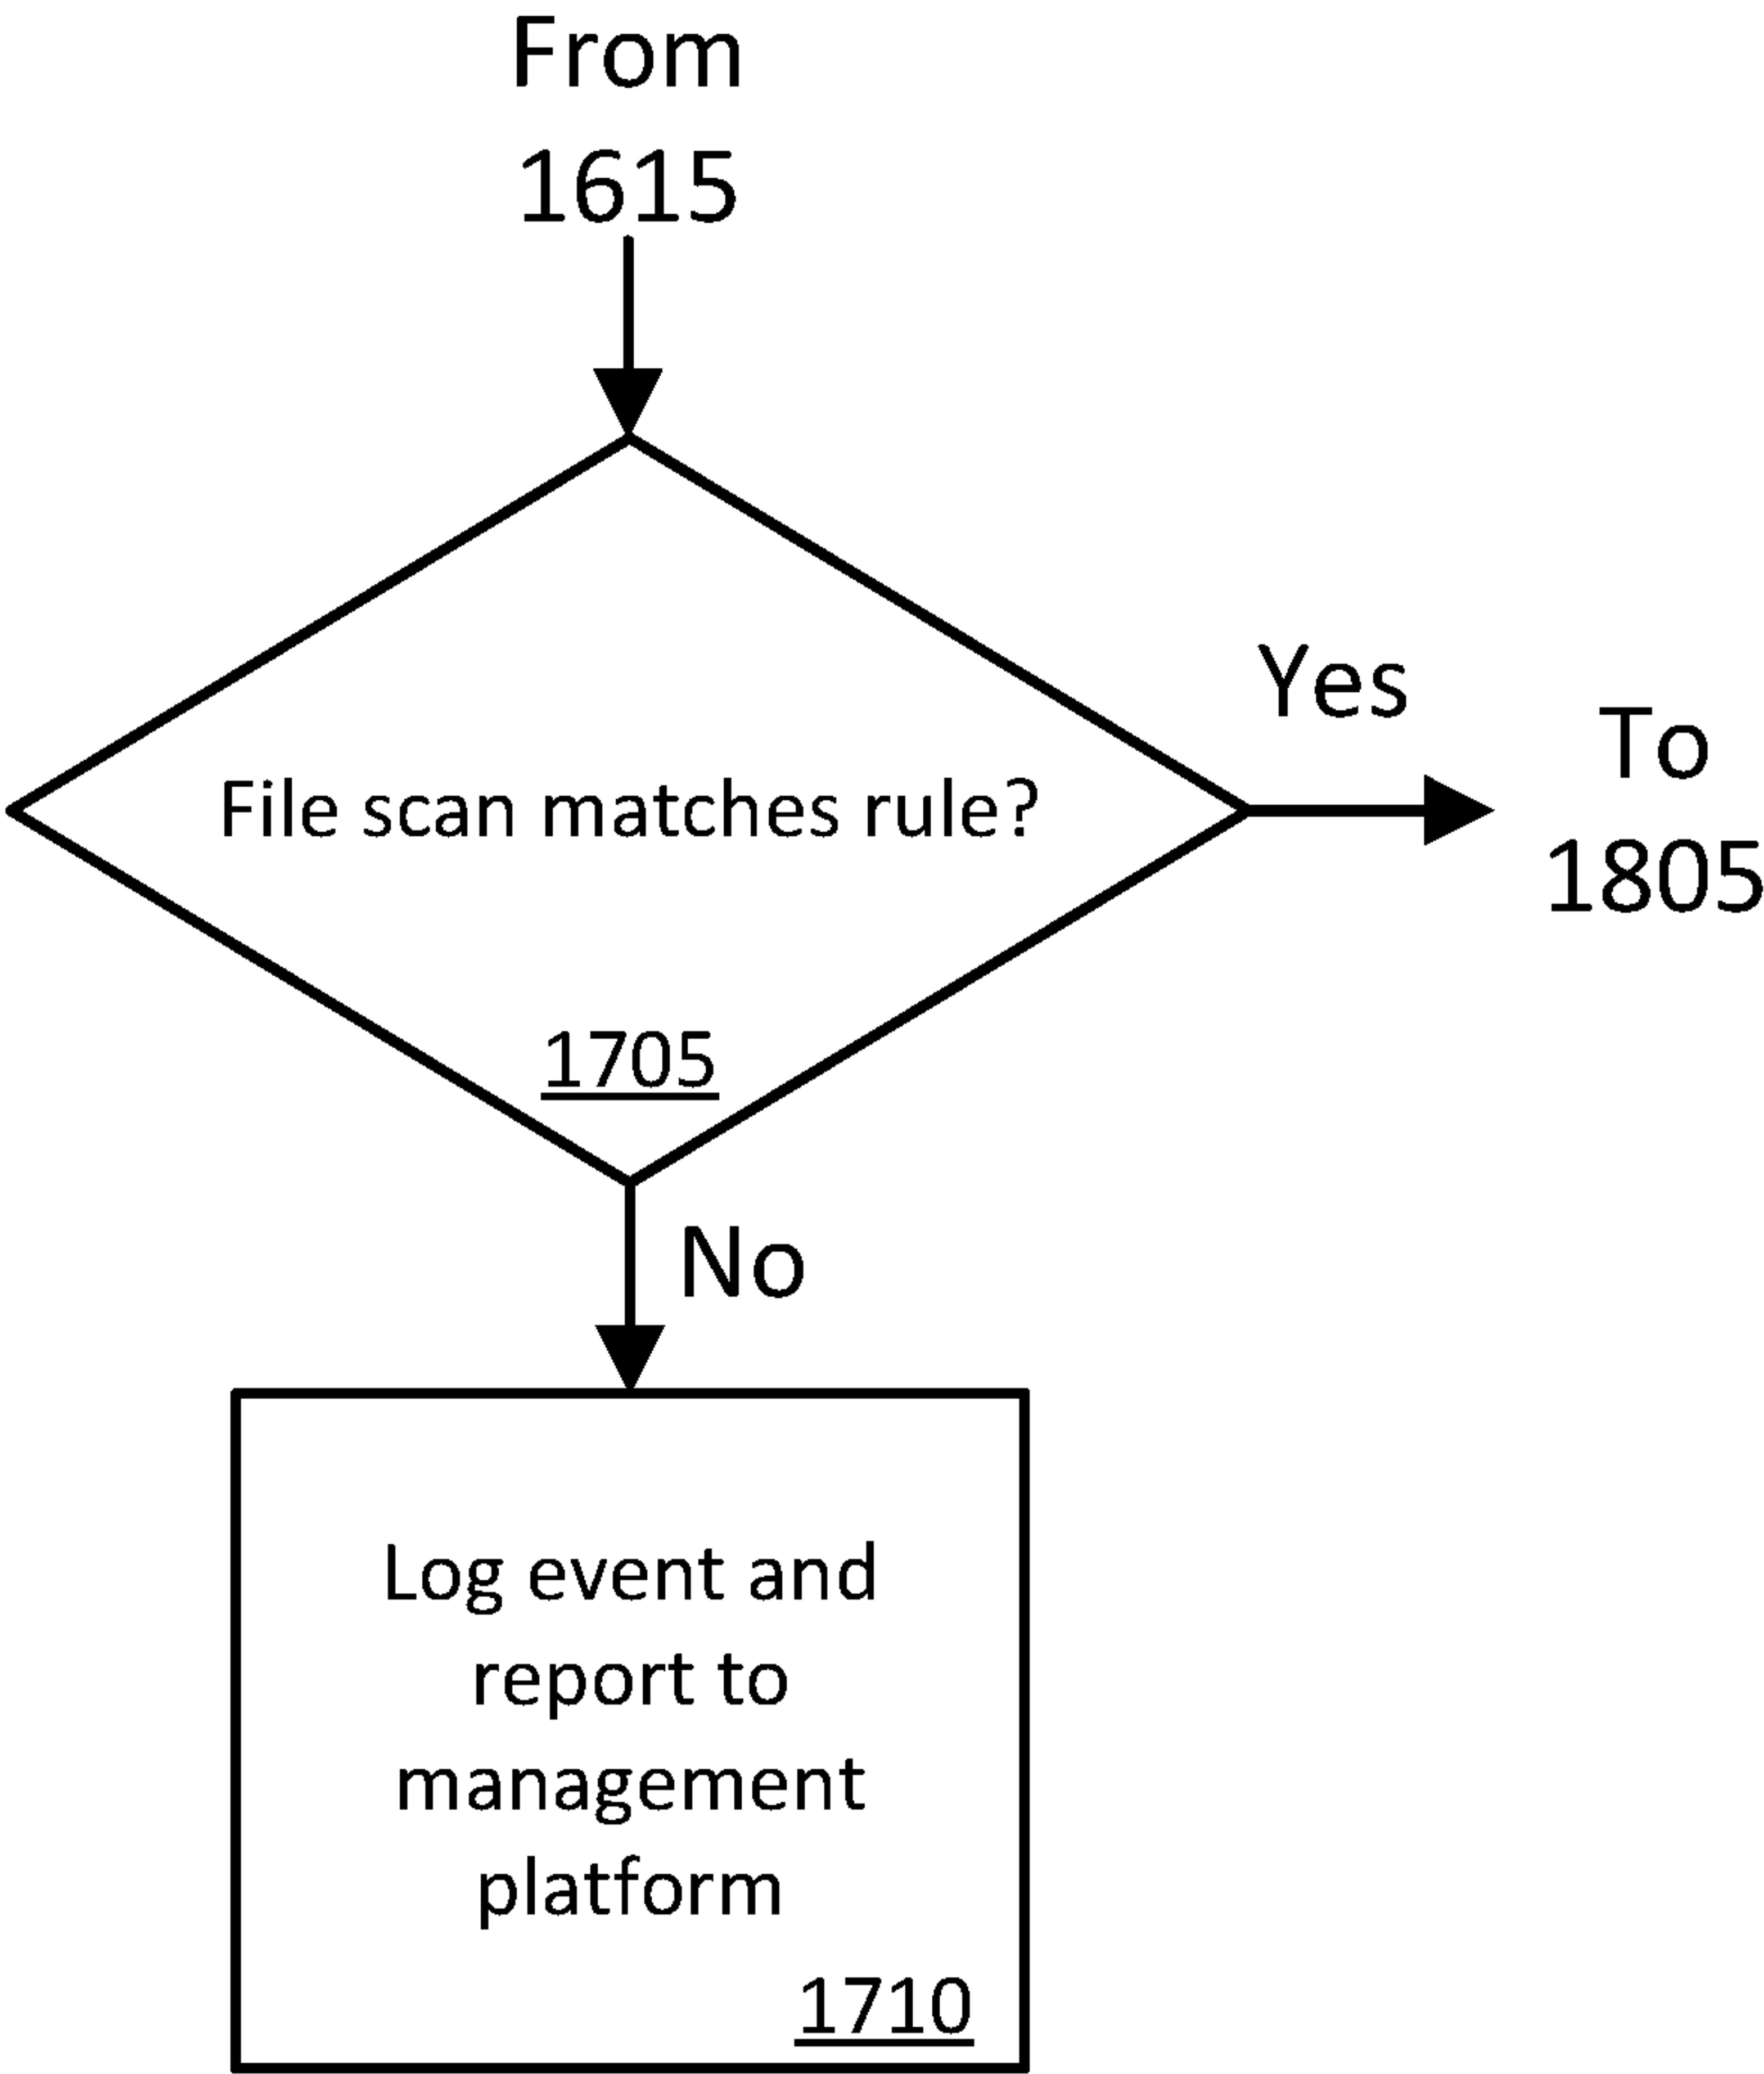 From
1615
Yes
To
File scan matches rule?
1805
1705
No
Log event and
report to
management
platform
1710